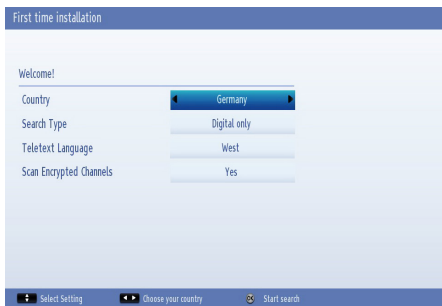 First time installation
Welcome!
Country Germany
Search Type Digital only
Teletext Language West
Scan Encrypted Channels Yes
Select Setting Choose your country OK Start search